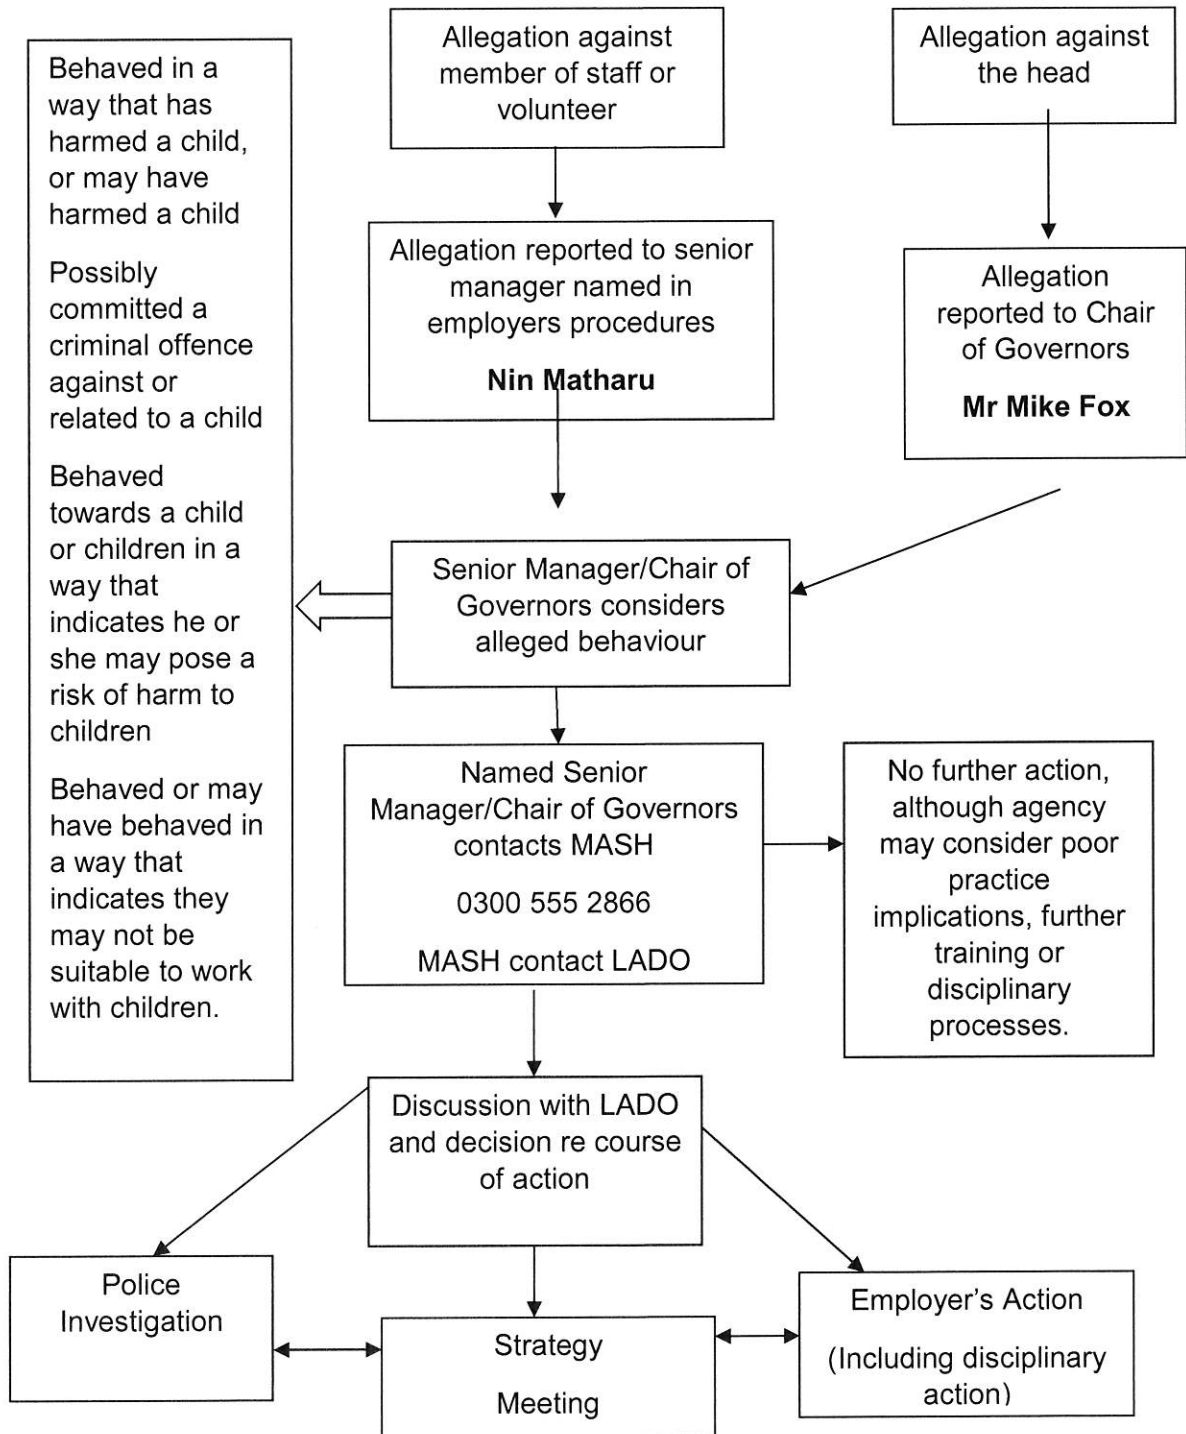 Allegation against
member of staff or
volunteer
Allegation against
the head
Behaved in a
way that has
harmed a child,
or may have
harmed a child
Possibly
committed a
criminal offence
against or
related to a child
Behaved
towards a child
or children in a
way that
indicates he or
she may pose a
risk of harm to
children
Behaved or may
have behaved in
a way that
indicates they
may not be
suitable to work
with children.
Allegation reported to senior
manager named in
employers procedures
Nin Matharu
Allegation
reported to Chair
of Governors
Mr Mike Fox
Senior Manager/Chair of
Governors considers
alleged behaviour
Named Senior
Manager/Chair of Governors
contacts MASH
0300 555 2866
MASH contact LADO
No further action,
although agency
may consider poor
practice
implications, further
training or
disciplinary
processes.
Discussion with LADO
and decision re course
of action
Police
Investigation
Strategy
Meeting
Employer's Action
(Including disciplinary
action)